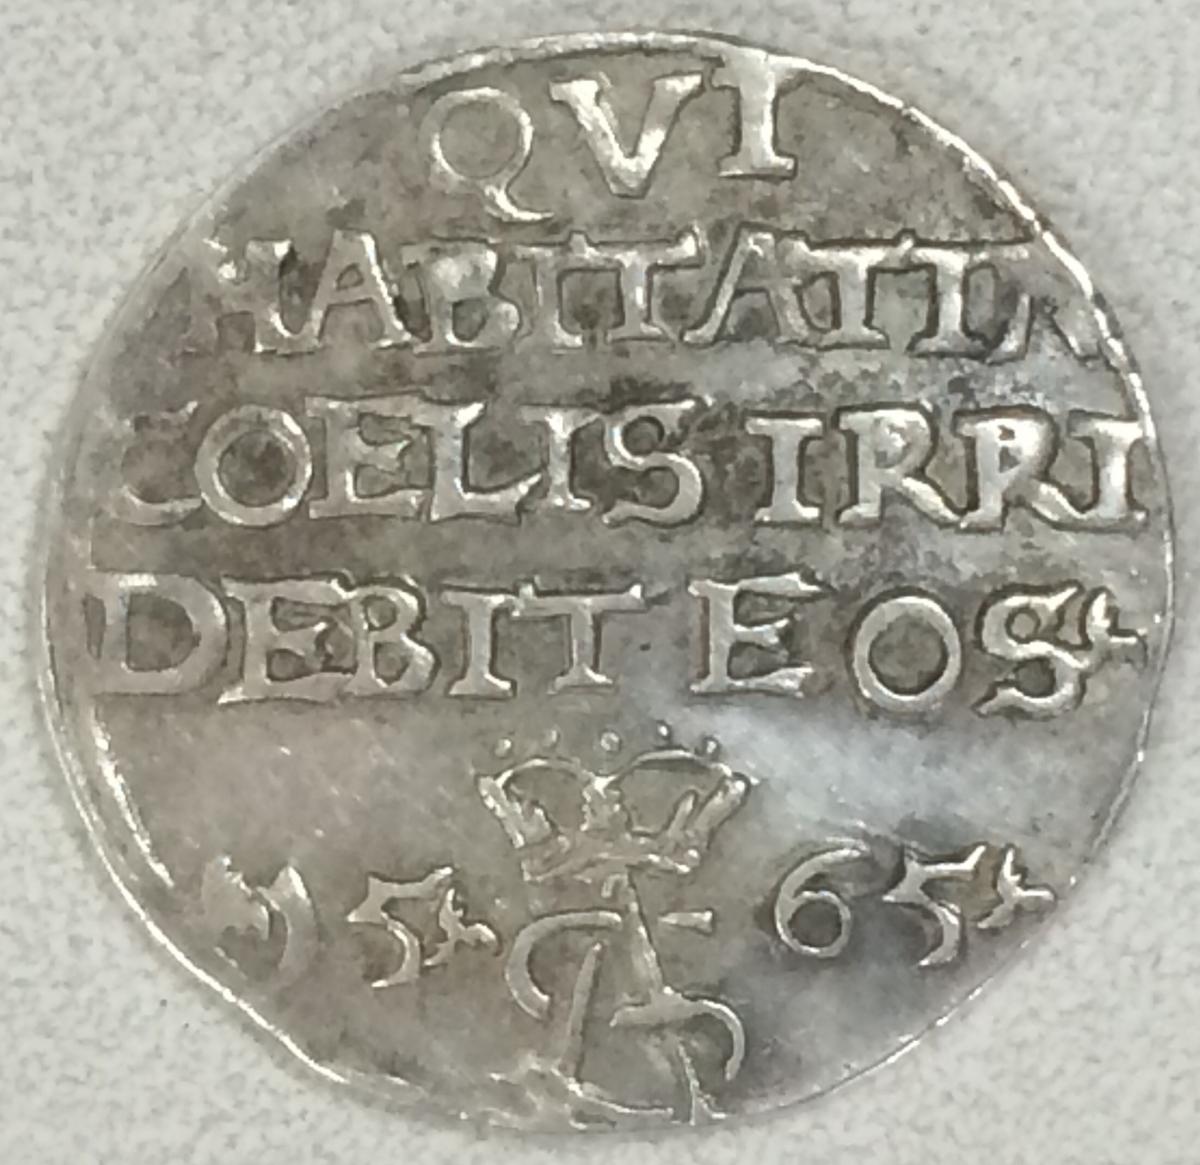 QVI
HABITAT IN
COELIS IRRI
DEBIT EOS
15 65